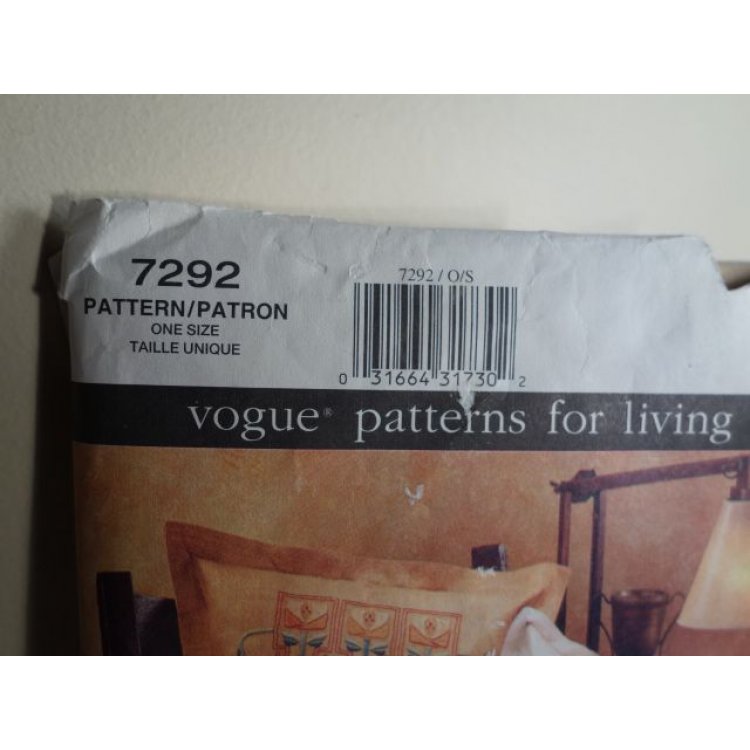 7292
PATTERN/PATRON
ONE SIZE
TAILLE UNIQUE
7292 / O/S
0 31664 31730 2
vogue® patterns for living